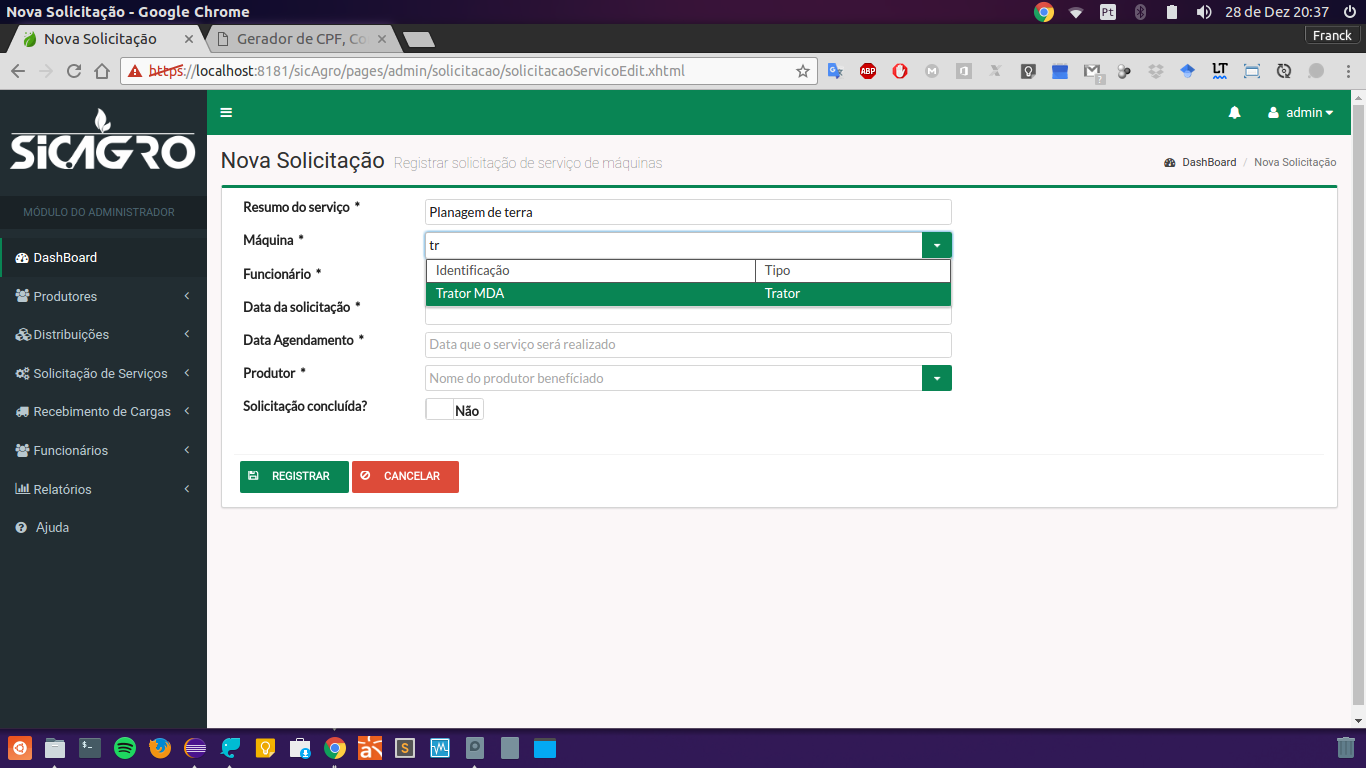 Nova Solicitação - Google Chrome
Pt
28 de Dez 20:37
Nova Solicitação
Gerador de CPF, Co
Franck
https://localhost:8181/sicAgro/pages/admin/solicitacao/solicitacaoServicoEdit.xhtml
ABP
LT
SICAGRO
admin
MÓDULO DO ADMINISTRADOR
Nova Solicitação Registrar solicitação de serviço de máquinas
DashBoard / Nova Solicitação
DashBoard
Produtores
Distribuições
Solicitação de Serviços
Recebimento de Cargas
Funcionários
Relatórios
Ajuda
Resumo do serviço * Planagem de terra
Máquina * tr
Identificação Tipo
Trator MDA Trator
Funcionário *
Data da solicitação *
Data Agendamento * Data que o serviço será realizado
Produtor * Nome do produtor benefíciado
Solicitação concluída? Não
REGISTRAR CANCELAR